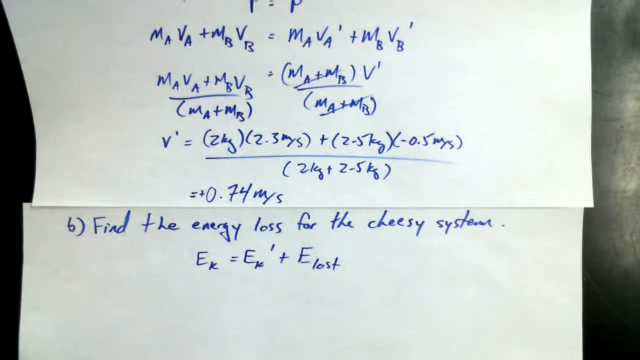 P = P
m_A V_A + m_B V_B = m_A V_A' + m_B V_B'
m_A V_A + m_B V_B / (m_A + m_B) = (m_A + m_B) V' / (m_A + m_B)
V' = (2kg)(2.3m/s) + (2.5kg)(-0.5m/s) / (2kg + 2.5kg)
= +0.74m/s
b) Find the energy loss for the cheesy system.
E_k = E_k' + E_lost